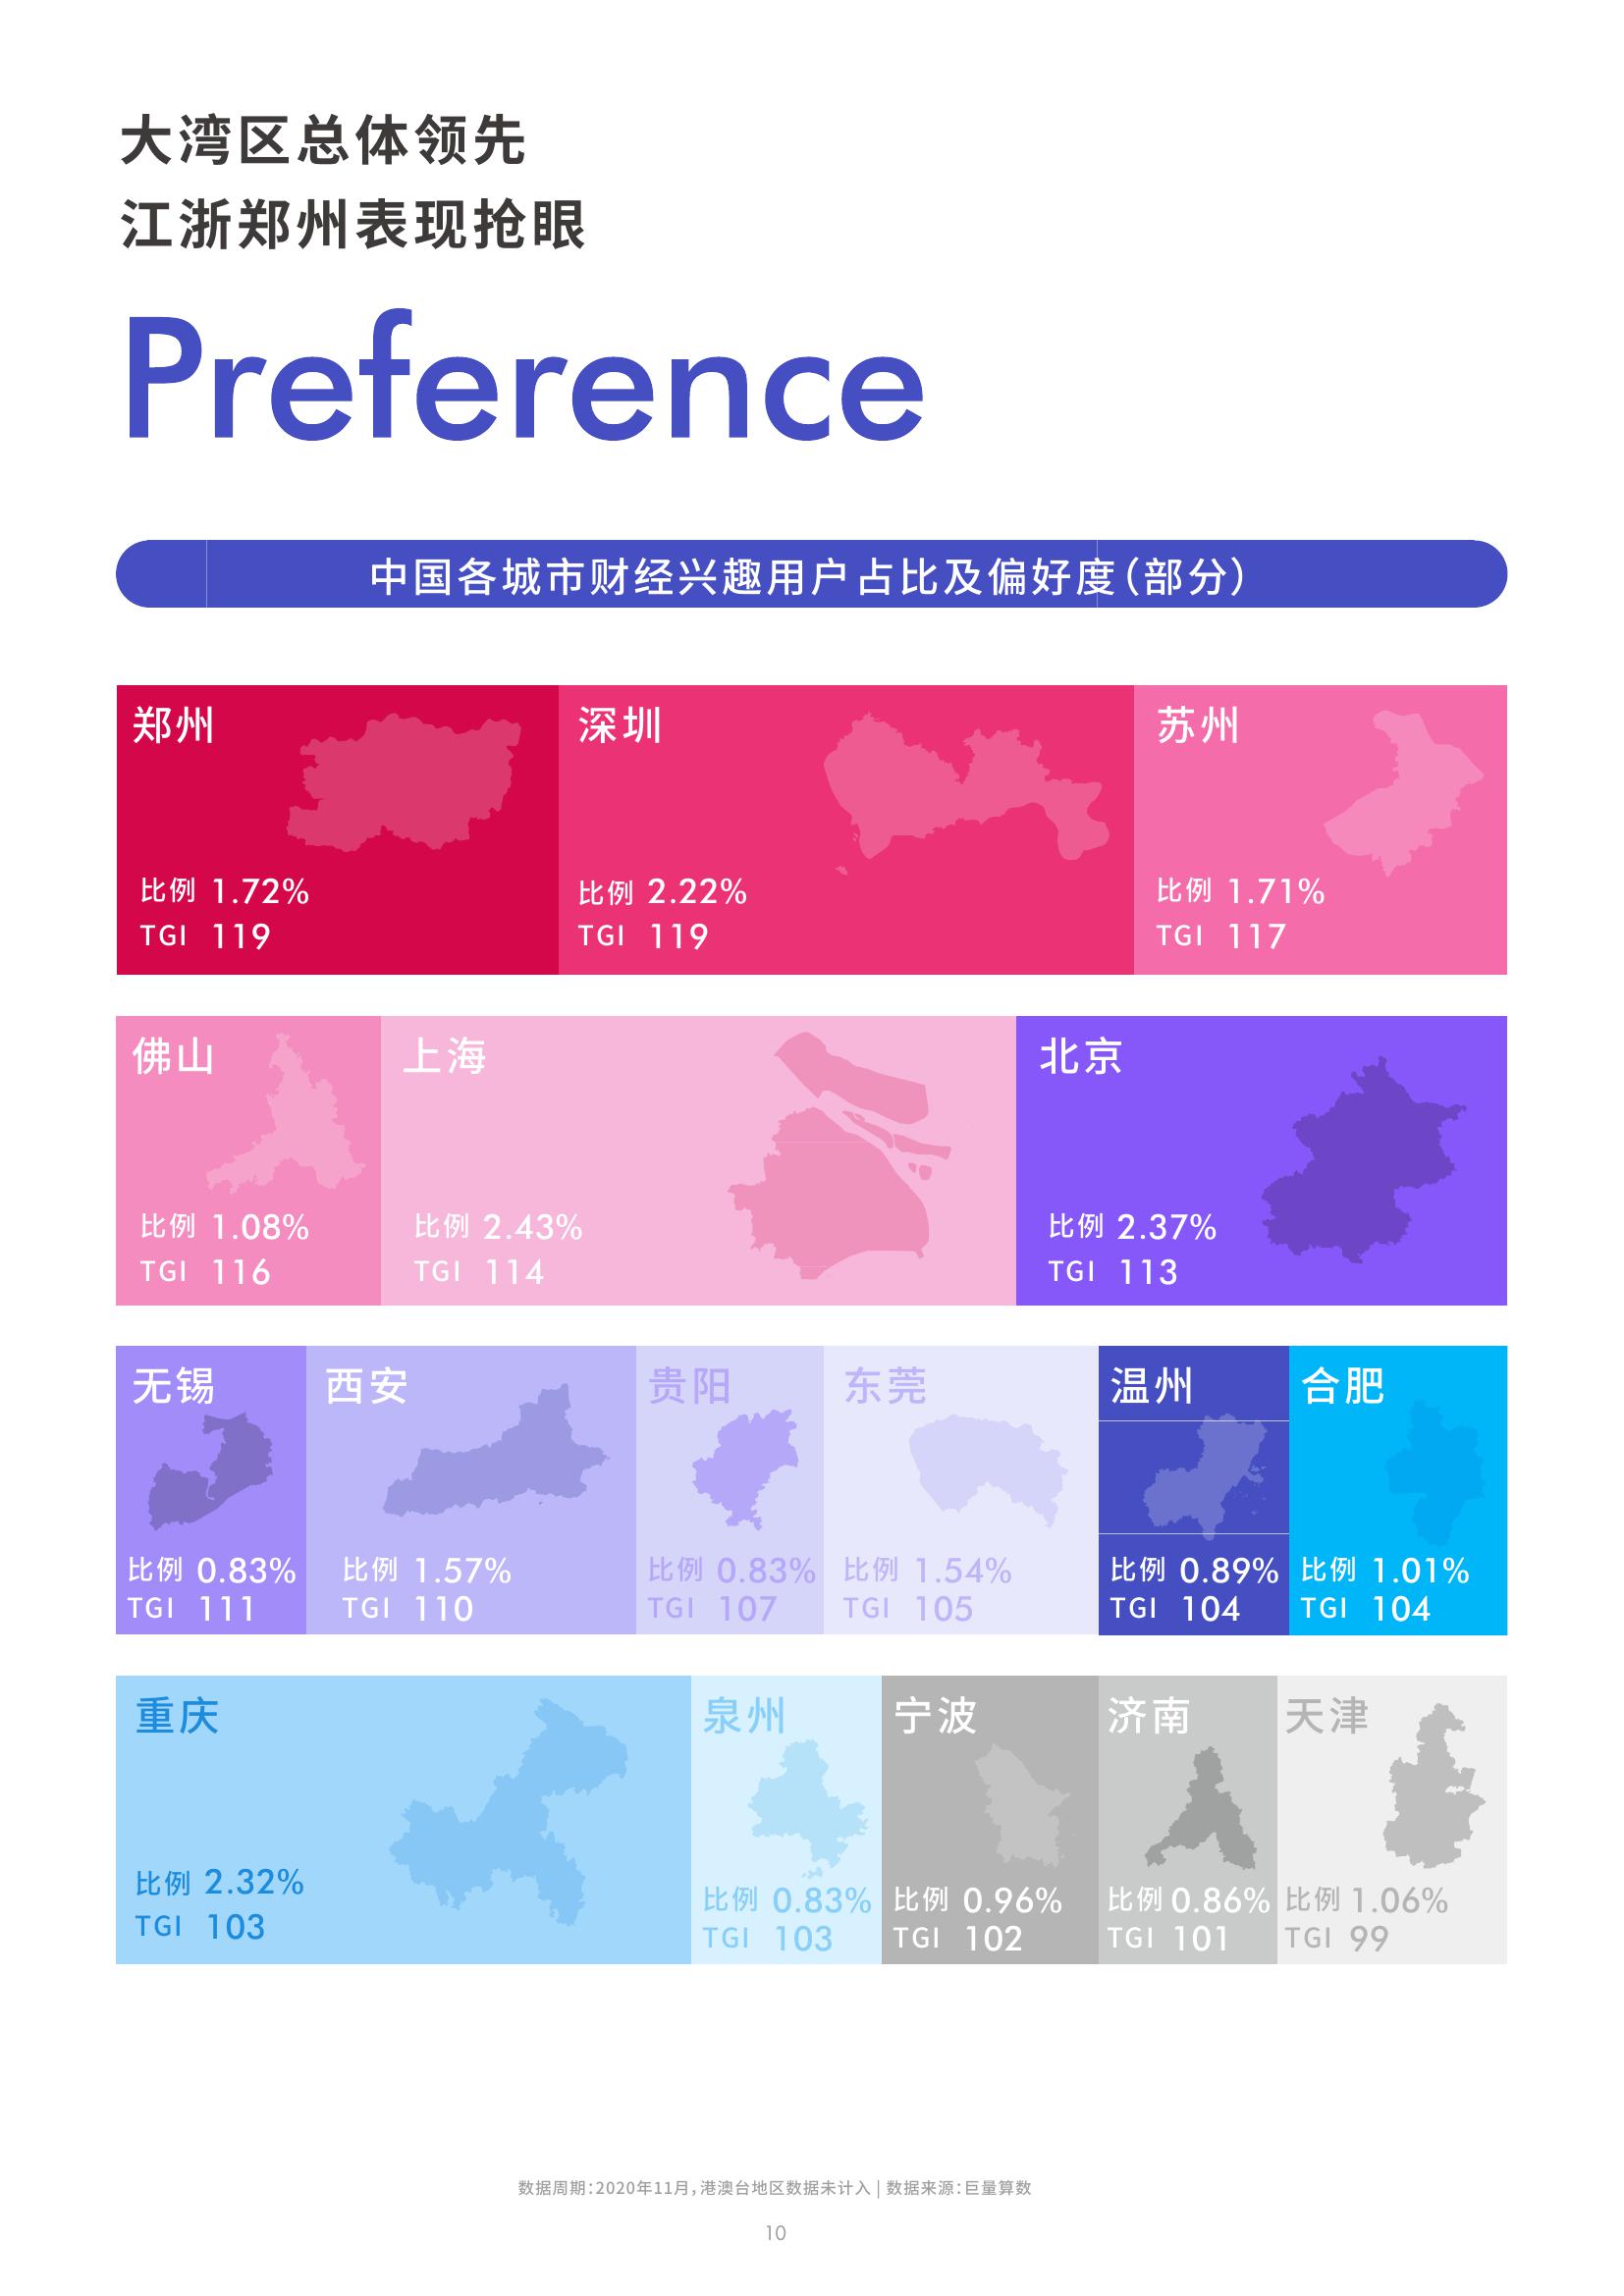 大湾区总体领先
江浙郑州表现抢眼
Preference
中国各城市财经兴趣用户占比及偏好度(部分)
郑州
比例 1.72%
TGI 119
深圳
比例 2.22%
TGI 119
苏州
比例 1.71%
TGI 117
佛山
比例 1.08%
TGI 116
上海
比例 2.43%
TGI 114
北京
比例 2.37%
TGI 113
无锡
比例 0.83%
TGI 111
西安
比例 1.57%
TGI 110
贵阳
比例 0.83%
TGI 107
东莞
比例 1.54%
TGI 105
温州
比例 0.89%
TGI 104
合肥
比例 1.01%
TGI 104
重庆
比例 2.32%
TGI 103
泉州
比例 0.83%
TGI 103
宁波
比例 0.96%
TGI 102
济南
比例 0.86%
TGI 101
天津
比例 1.06%
TGI 99
数据周期:2020年11月,港澳台地区数据未计入 | 数据来源:巨量算数
10